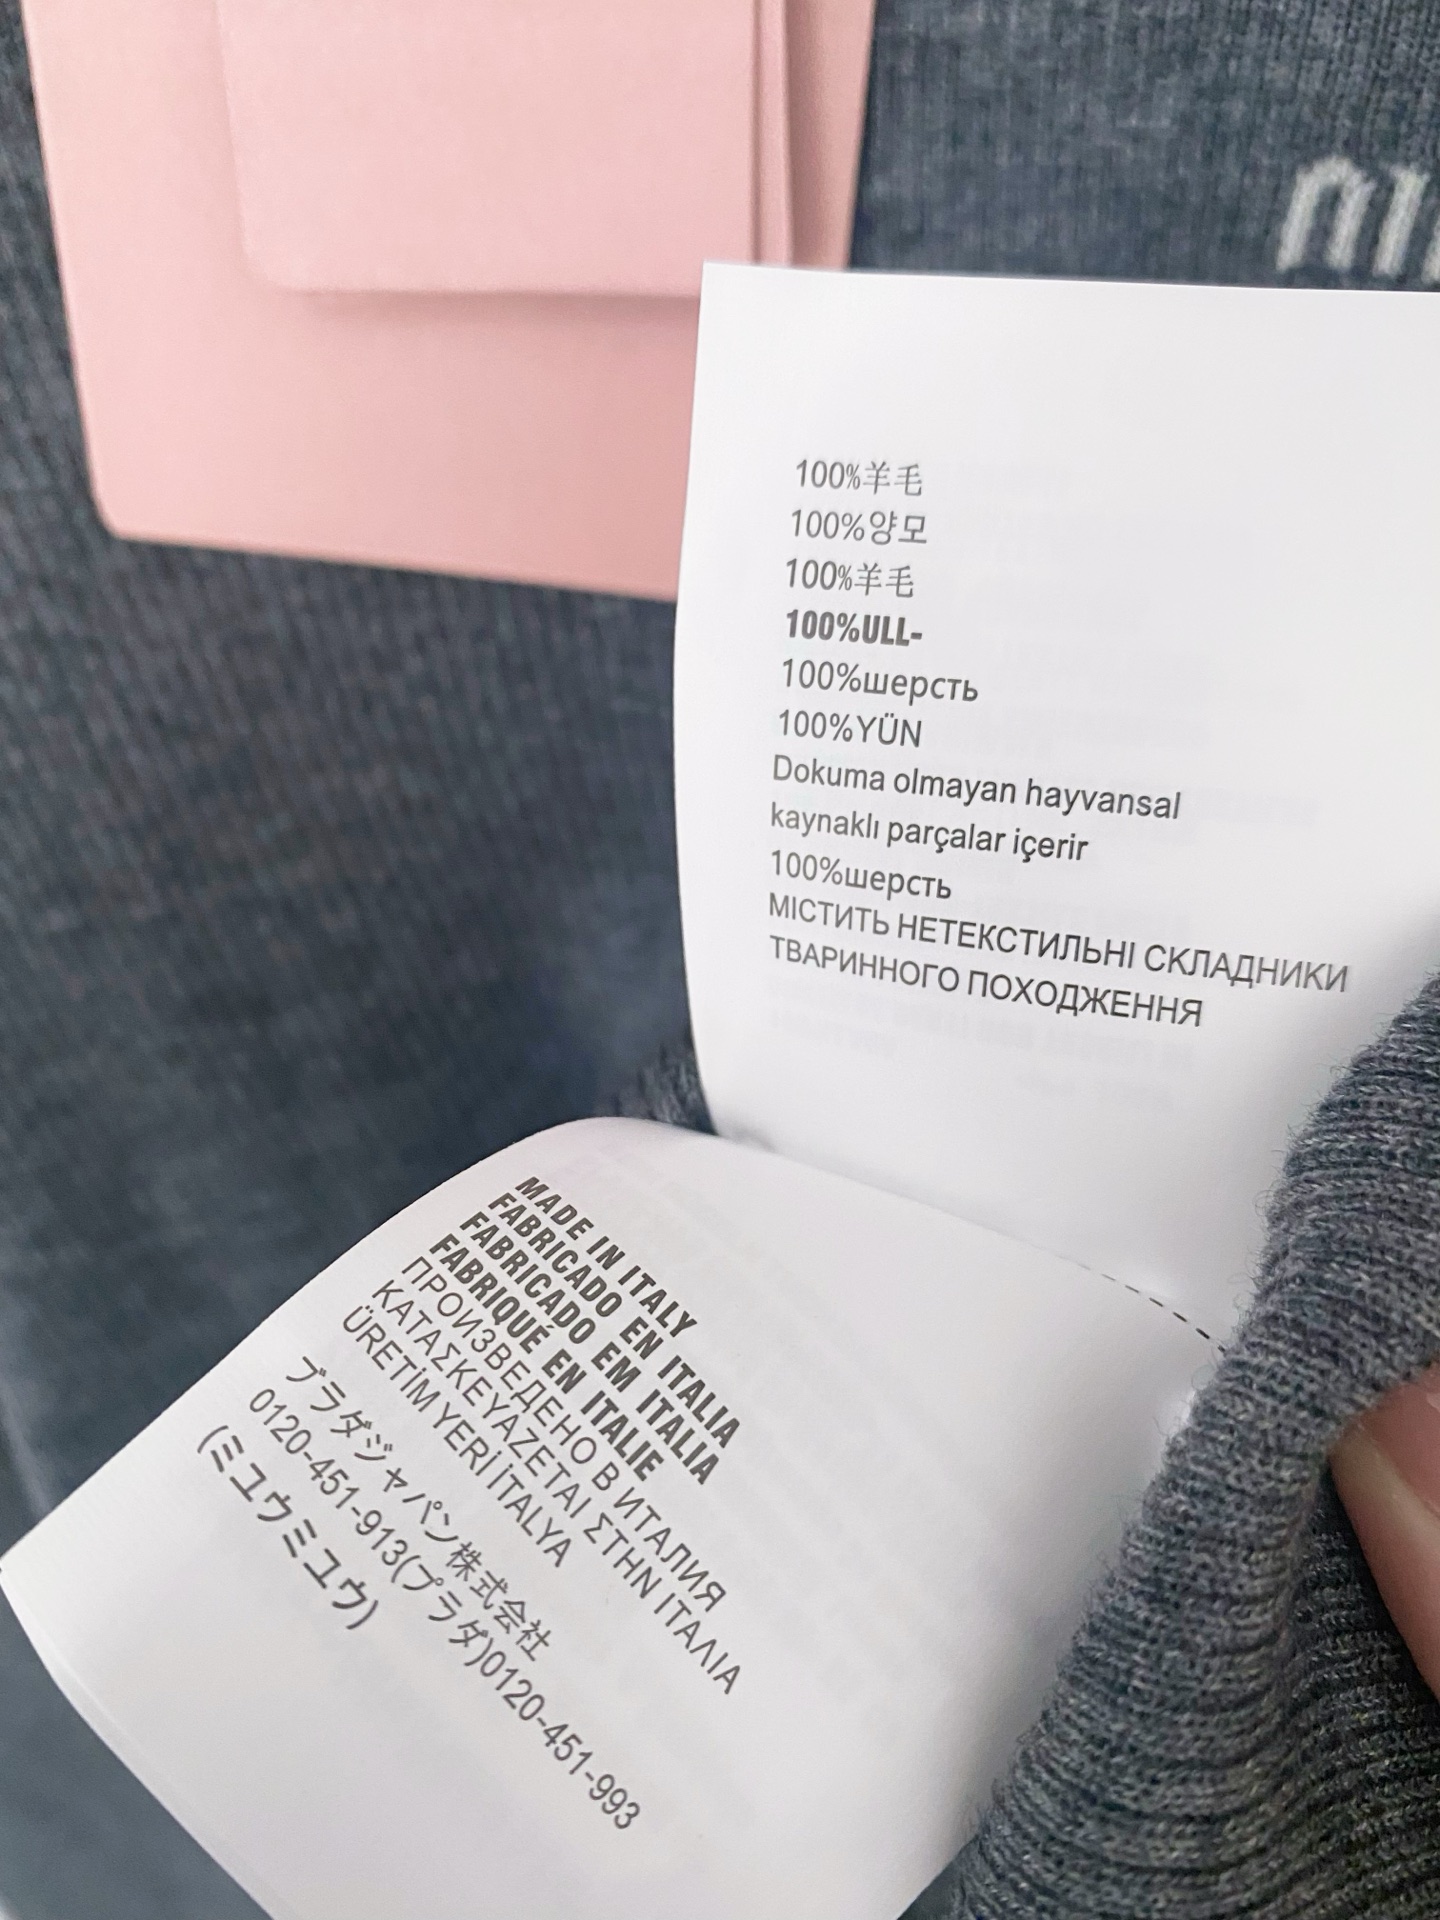 100%羊毛
100%양모
100%羊毛
100%ULL-
100%шерсть
100%YÜN
Dokuma olmayan hayvansal
kaynaklı parçalar içerir
100%шерсть
МІСТИТЬ НЕТЕКСТИЛЬНІ СКЛАДНИКИ
ТВАРИННОГО ПОХОДЖЕННЯ
MADE IN ITALY
FABRICADO EN ITALIA
FABRICADO EM ITALIA
FABRIQUÉ EN ITALIE
ПРОИЗВЕДЕНО В ИТАЛИЯ
ΚΑΤΑΣΚΕΥΑΖΕΤΑΙ ΣΤΗΝ ΙΤΑΛΙΑ
ÜRETİM YERİ İTALYA
プラダジャパン株式会社
0120-451-913(プラダ)0120-451-993
(ミユウミユウ)